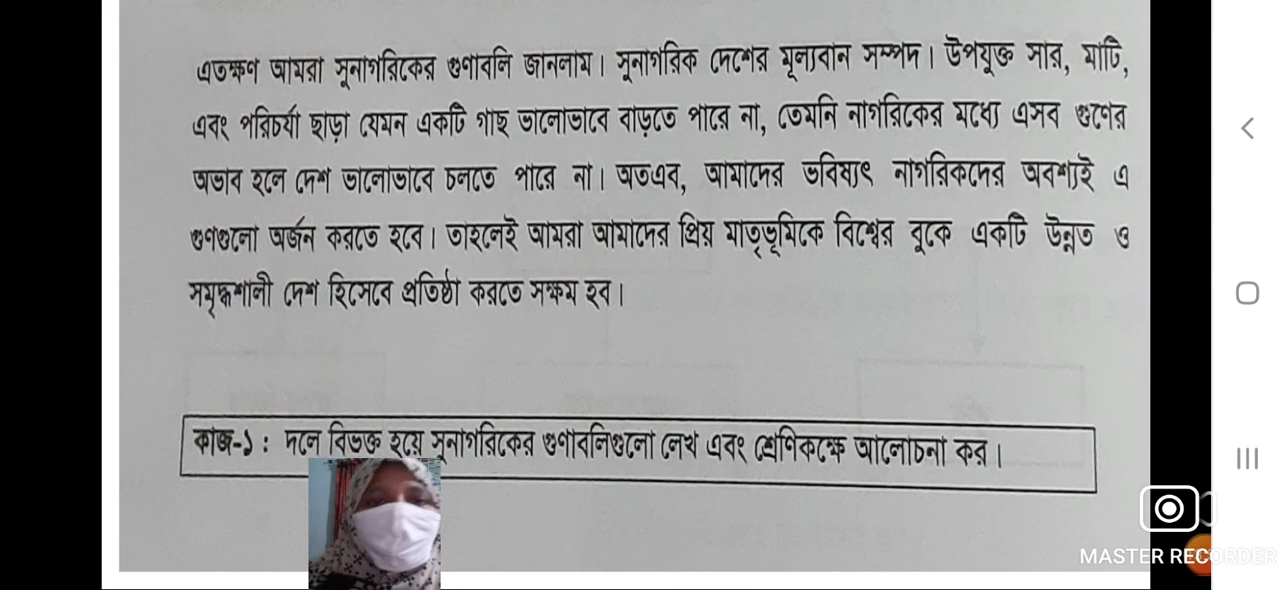 এতক্ষণ আমরা সুনাগরিকের গুণাবলি জানলাম। সুনাগরিক দেশের মূল্যবান সম্পদ। উপযুক্ত সার, মাটি,
এবং পরিচর্যা ছাড়া যেমন একটি গাছ ভালোভাবে বাড়তে পারে না, তেমনি নাগরিকের মধ্যে এসব গুণের
অভাব হলে দেশ ভালোভাবে চলতে পারে না। অতএব, আমাদের ভবিষ্যৎ নাগরিকদের অবশ্যই এ
গুণগুলো অর্জন করতে হবে। তাহলেই আমরা আমাদের প্রিয় মাতৃভূমিকে বিশ্বের বুকে একটি উন্নত ও
সমৃদ্ধশালী দেশ হিসেবে প্রতিষ্ঠা করতে সক্ষম হব।
কাজ-১ : দলে বিভক্ত হয়ে সুনাগরিকের গুণাবলিগুলো লেখ এবং শ্রেণিকক্ষে আলোচনা কর।
MASTER RECORDER